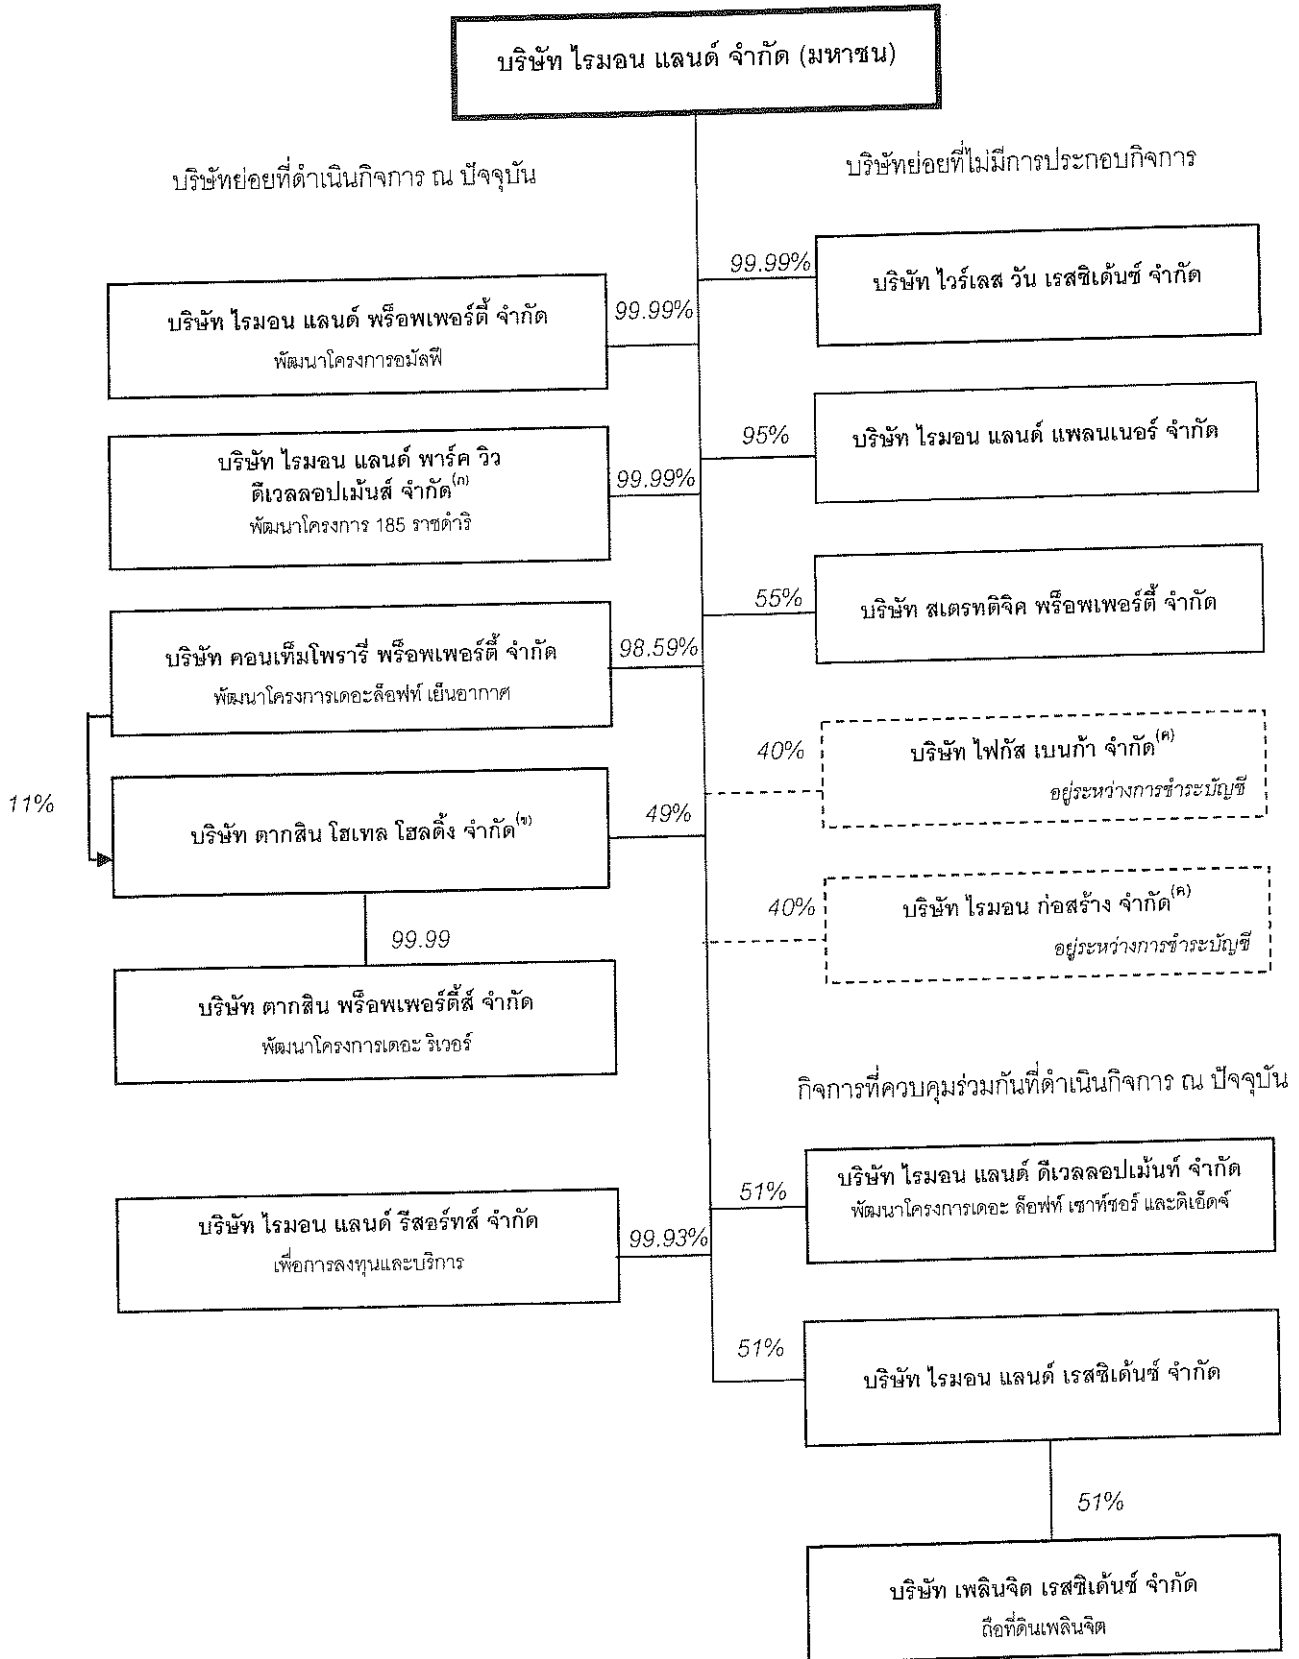 บริษัท ไรมอน แลนด์ จำกัด (มหาชน)
บริษัทย่อยที่ดำเนินกิจการ ณ ปัจจุบัน
บริษัทย่อยที่ไม่มีการประกอบกิจการ
99.99%
บริษัท ไวร์เลส วัน เรสซิเด้นซ์ จำกัด
บริษัท ไรมอน แลนด์ พร็อพเพอร์ตี้ จำกัด
พัฒนาโครงการอมัลฟี
99.99%
95%
บริษัท ไรมอน แลนด์ แพลนเนอร์ จำกัด
บริษัท ไรมอน แลนด์ พาร์ค วิว
ดีเวลลอปเม้นส์ จำกัด(ก)
พัฒนาโครงการ 185 ราชดำริ
99.99%
55%
บริษัท สเตรทติจิค พร็อพเพอร์ตี้ จำกัด
บริษัท คอนเท็มโพรารี่ พร็อพเพอร์ตี้ จำกัด
พัฒนาโครงการเดอะล็อฟท์ เย็นอากาศ
98.59%
40%
บริษัท ไฟกัส เบนก้า จำกัด(ค)
อยู่ระหว่างการชำระบัญชี
11%
บริษัท ตากสิน โฮเทล โฮลดิ้ง จำกัด(ข)
49%
40%
บริษัท ไรมอน ก่อสร้าง จำกัด(ค)
อยู่ระหว่างการชำระบัญชี
99.99
บริษัท ตากสิน พร็อพเพอร์ตี้ส์ จำกัด
พัฒนาโครงการเดอะ ริเวอร์
กิจการที่ควบคุมร่วมกันที่ดำเนินกิจการ ณ ปัจจุบัน
51%
บริษัท ไรมอน แลนด์ ดีเวลลอปเม้นท์ จำกัด
พัฒนาโครงการเดอะ ล็อฟท์ เซาท์ชอร์ และดิเอ็ดจ์
บริษัท ไรมอน แลนด์ รีสอร์ทส์ จำกัด
เพื่อการลงทุนและบริการ
99.93%
51%
บริษัท ไรมอน แลนด์ เรสซิเด้นซ์ จำกัด
51%
บริษัท เพลินจิต เรสซิเด้นซ์ จำกัด
ถือที่ดินเพลินจิต